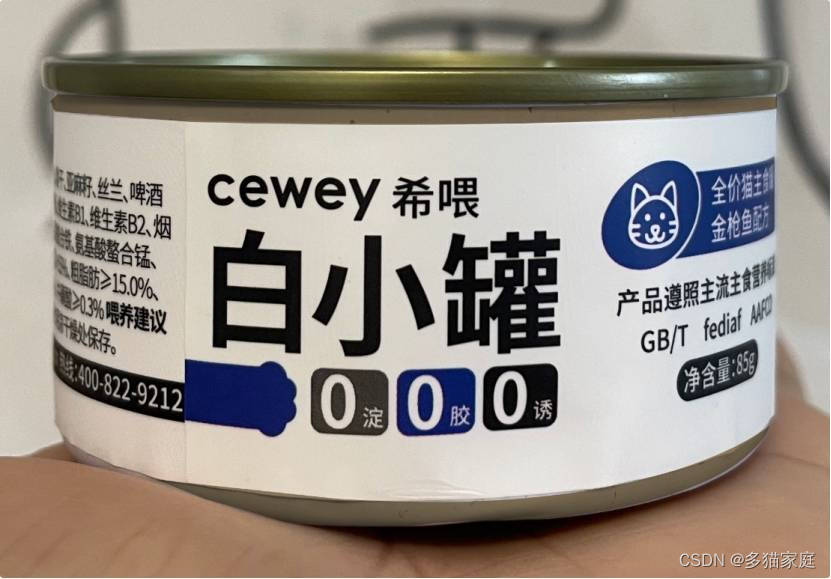 亚麻籽、丝兰、啤酒
维生素B1、维生素B2、烟
氨基酸螯合锰、
粗脂肪≥15.0%、
≥0.3% 喂养建议
干燥处保存。
热线:400-822-9212
cewey 希喂
白小罐
0淀 0胶 0诱
全价猫主食罐
金枪鱼配方
产品遵照主流主食营养标准
GB/T fediaf AAFCO
净含量:85g
CSDN @多猫家庭